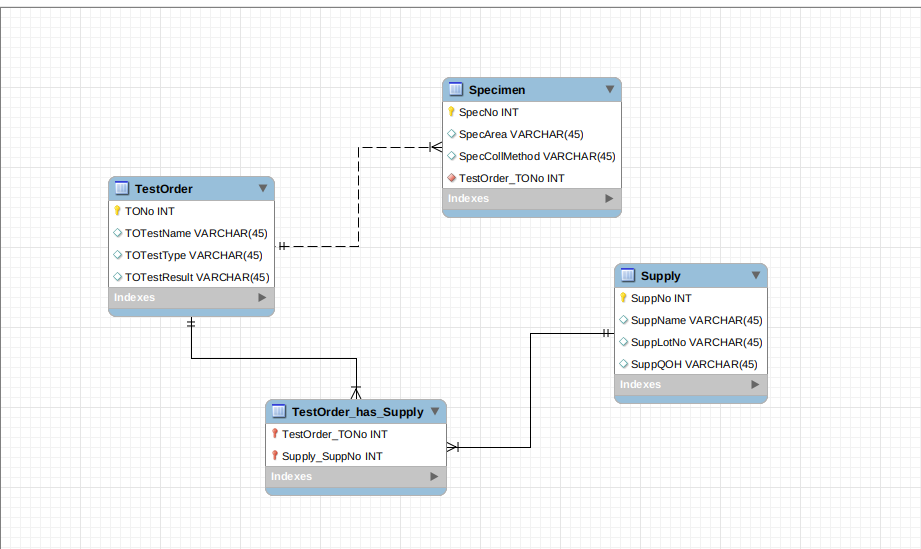 Specimen
SpecNo INT
SpecArea VARCHAR(45)
SpecCollMethod VARCHAR(45)
TestOrder_TONo INT
Indexes
TestOrder
TONo INT
TOTestName VARCHAR(45)
TOTestType VARCHAR(45)
TOTestResult VARCHAR(45)
Indexes
Supply
SuppNo INT
SuppName VARCHAR(45)
SuppLotNo VARCHAR(45)
SuppQOH VARCHAR(45)
Indexes
TestOrder_has_Supply
TestOrder_TONo INT
Supply_SuppNo INT
Indexes